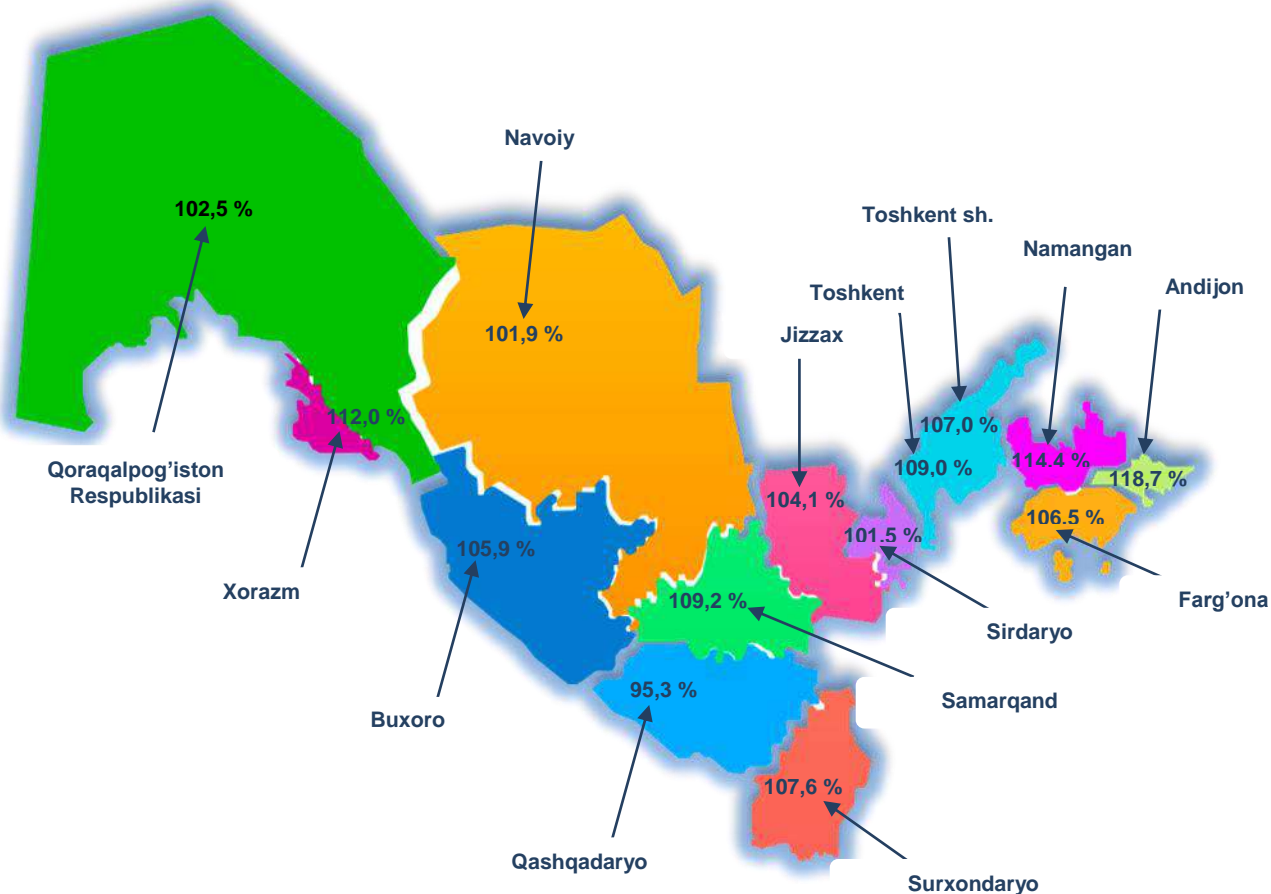 Navoiy
102,5 %
Toshkent sh.
Namangan
Toshkent
Andijon
101,9 %
Jizzax
112,0 %
107,0 %
114.4 %
Qoraqalpog'iston
Respublikasi
109,0 %
118,7 %
104,1 %
106.5 %
101.5 %
105,9 %
Xorazm
109,2 %
Farg'ona
Sirdaryo
95,3 %
Samarqand
Buxoro
107,6 %
Qashqadaryo
Surxondaryo